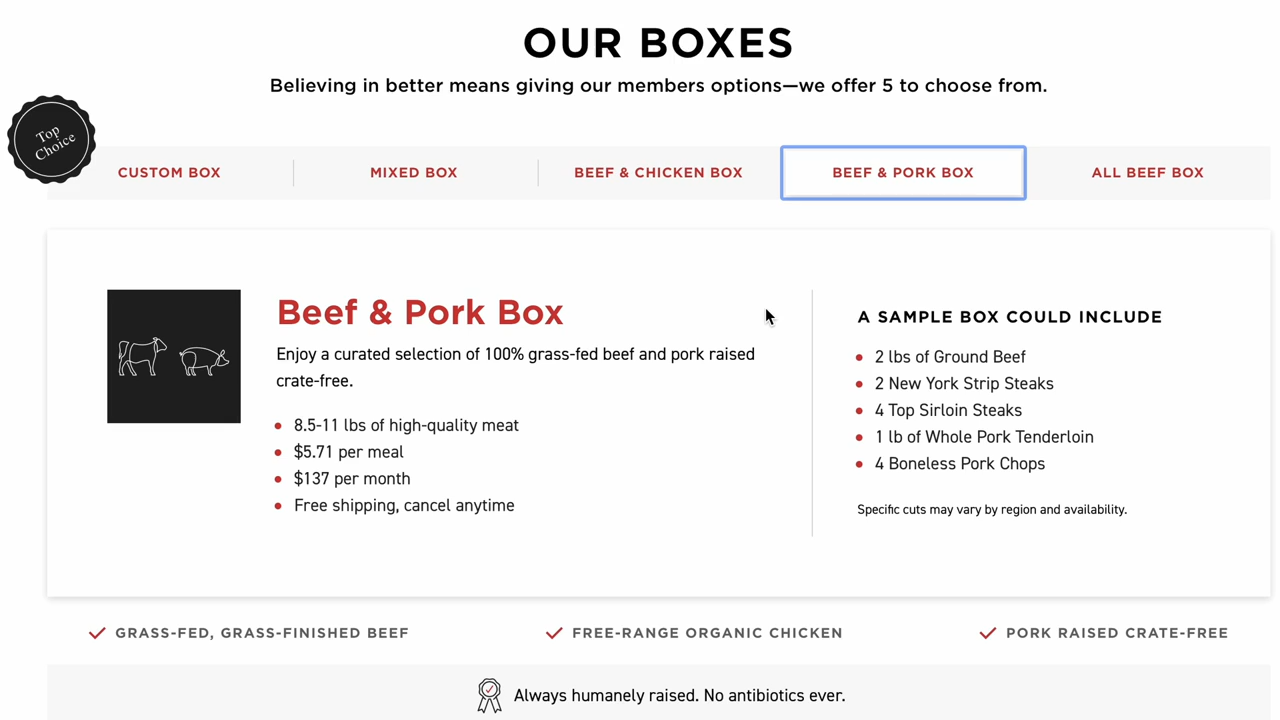 OUR BOXES
Believing in better means giving our members options—we offer 5 to choose from.
Top
Choice
CUSTOM BOX
MIXED BOX
BEEF & CHICKEN BOX
BEEF & PORK BOX
ALL BEEF BOX
Beef & Pork Box
Enjoy a curated selection of 100% grass-fed beef and pork raised
crate-free.
8.5-11 lbs of high-quality meat
$5.71 per meal
$137 per month
Free shipping, cancel anytime
A SAMPLE BOX COULD INCLUDE
2 lbs of Ground Beef
2 New York Strip Steaks
4 Top Sirloin Steaks
1 lb of Whole Pork Tenderloin
4 Boneless Pork Chops
Specific cuts may vary by region and availability.
GRASS-FED, GRASS-FINISHED BEEF
FREE-RANGE ORGANIC CHICKEN
PORK RAISED CRATE-FREE
Always humanely raised. No antibiotics ever.